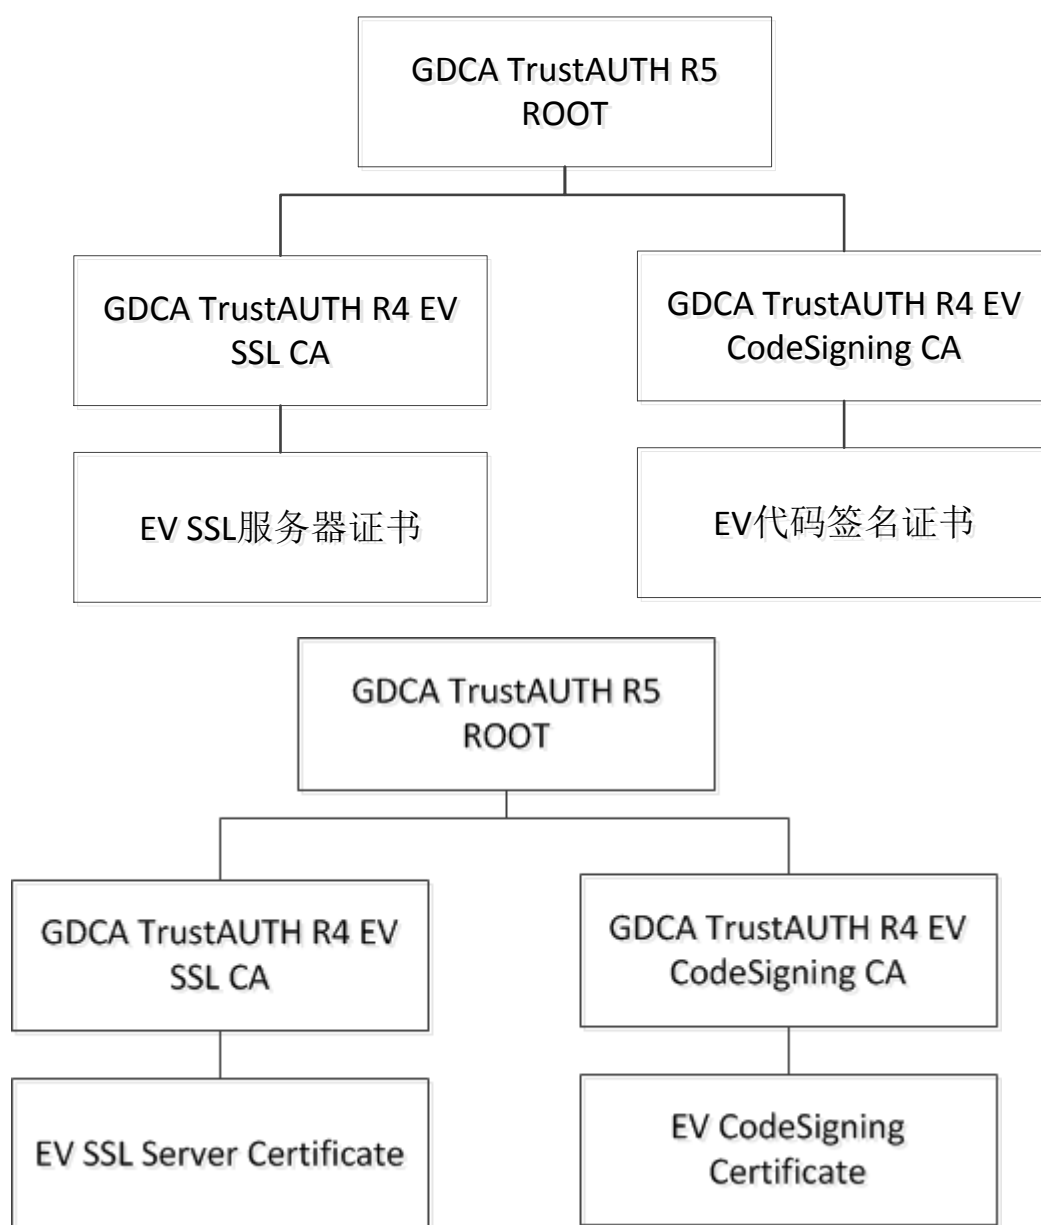 GDCA TrustAUTH R5
ROOT
GDCA TrustAUTH R4 EV
SSL CA
GDCA TrustAUTH R4 EV
CodeSigning CA
EV SSL服务器证书
EV代码签名证书
GDCA TrustAUTH R5
ROOT
GDCA TrustAUTH R4 EV
SSL CA
GDCA TrustAUTH R4 EV
CodeSigning CA
EV SSL Server Certificate
EV CodeSigning
Certificate